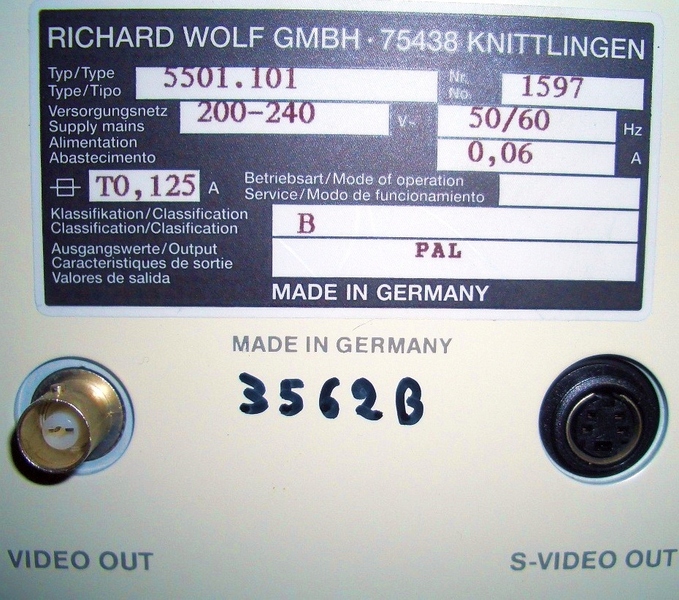 RICHARD WOLF GMBH · 75438 KNITTLINGEN
Typ/Type
Type/Tipo
5501.101
Nr.
No.
1597
Versorgungsnetz
Supply mains
Alimentation
Abastecimento
200-240
V~
50/60
Hz
0,06
A
T0,125 A
Betriebsart/Mode of operation
Service/Modo de funcionamiento
Klassifikation/Classification
Classification/Clasification
B
Ausgangswerte/Output
Caracteristiques de sortie
Valores de salida
PAL
MADE IN GERMANY
MADE IN GERMANY
3562B
VIDEO OUT
S-VIDEO OUT